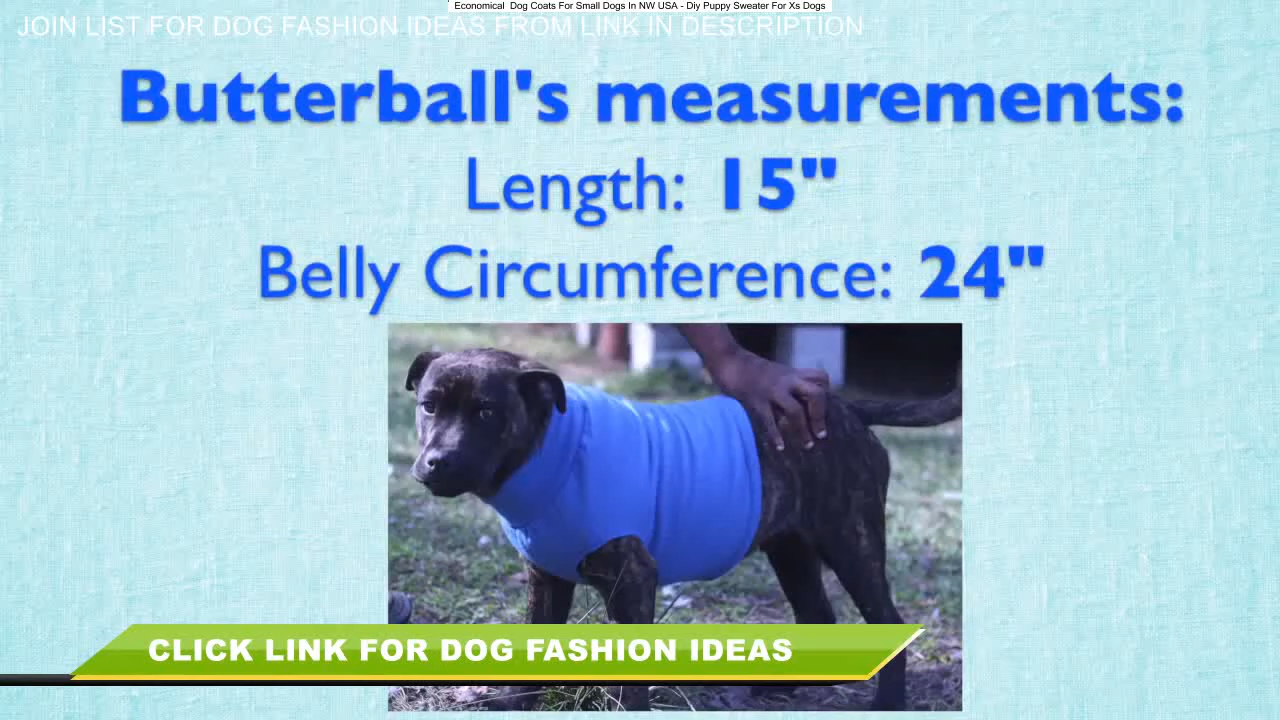 Economical Dog Coats For Small Dogs In NW USA - Diy Puppy Sweater For Xs Dogs
JOIN LIST FOR DOG FASHION IDEAS FROM LINK IN DESCRIPTION
Butterball's measurements:
Length: 15"
Belly Circumference: 24"
CLICK LINK FOR DOG FASHION IDEAS